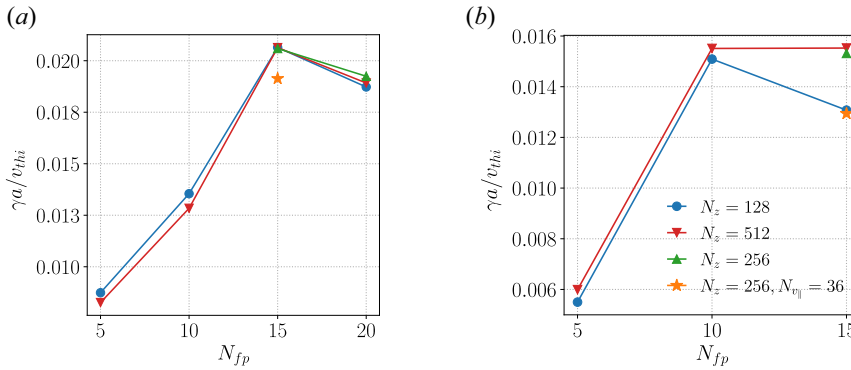 (a)
0.020
0.018
0.015
0.013
0.010
γa/v_{thi}
5 10 15 20
N_{fp}
(b)
0.016
0.014
0.012
0.010
0.008
0.006
γa/v_{thi}
N_z = 128
N_z = 512
N_z = 256
N_z = 256, N_{v_∥} = 36
5 10 15
N_{fp}